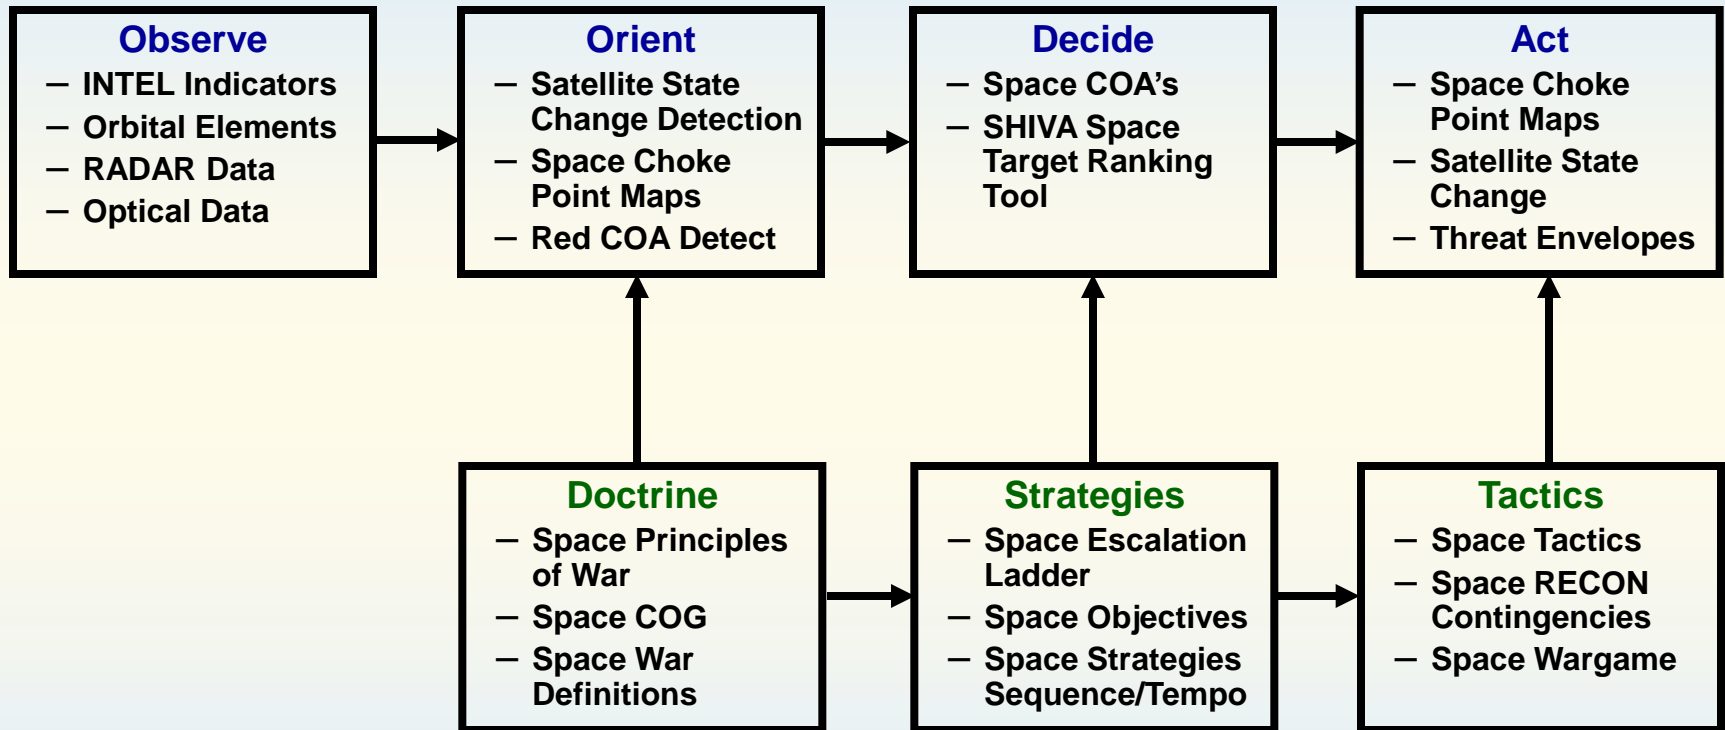 Observe
– INTEL Indicators
– Orbital Elements
– RADAR Data
– Optical Data
Orient
– Satellite State
Change Detection
– Space Choke
Point Maps
– Red COA Detect
Decide
– Space COA's
– SHIVA Space
Target Ranking
Tool
Act
– Space Choke
Point Maps
– Satellite State
Change
– Threat Envelopes
Doctrine
– Space Principles
of War
– Space COG
– Space War
Definitions
Strategies
– Space Escalation
Ladder
– Space Objectives
– Space Strategies
Sequence/Tempo
Tactics
– Space Tactics
– Space RECON
Contingencies
– Space Wargame